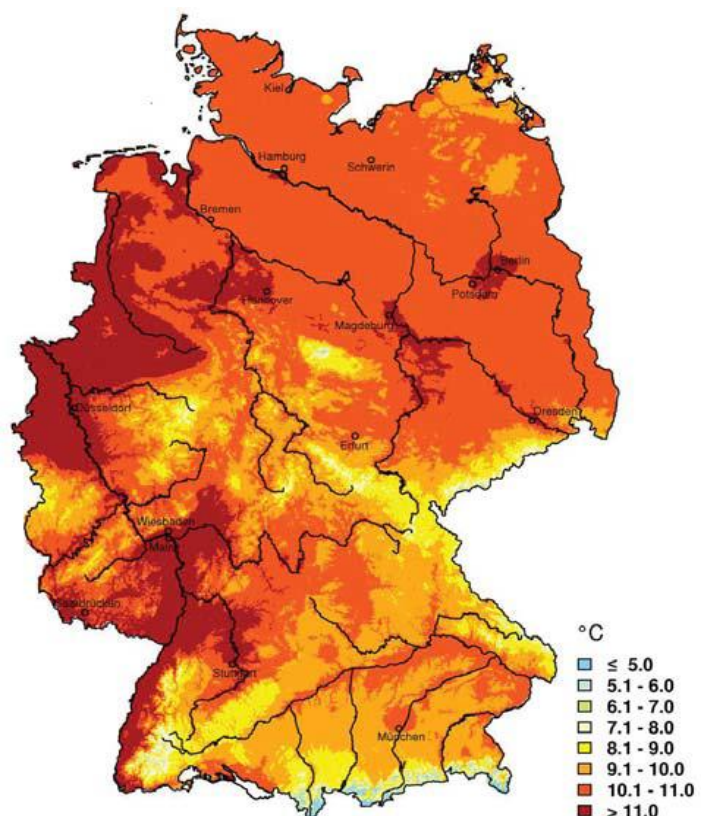 Kiel
Hamburg
Schwerin
Bremen
Berlin
Potsdam
Hannover
Magdeburg
Düsseldorf
Dresden
Erfurt
Wiesbaden
Mainz
Saarbrücken
Stuttgart
München
°C
≤ 5.0
5.1 - 6.0
6.1 - 7.0
7.1 - 8.0
8.1 - 9.0
9.1 - 10.0
10.1 - 11.0
> 11.0